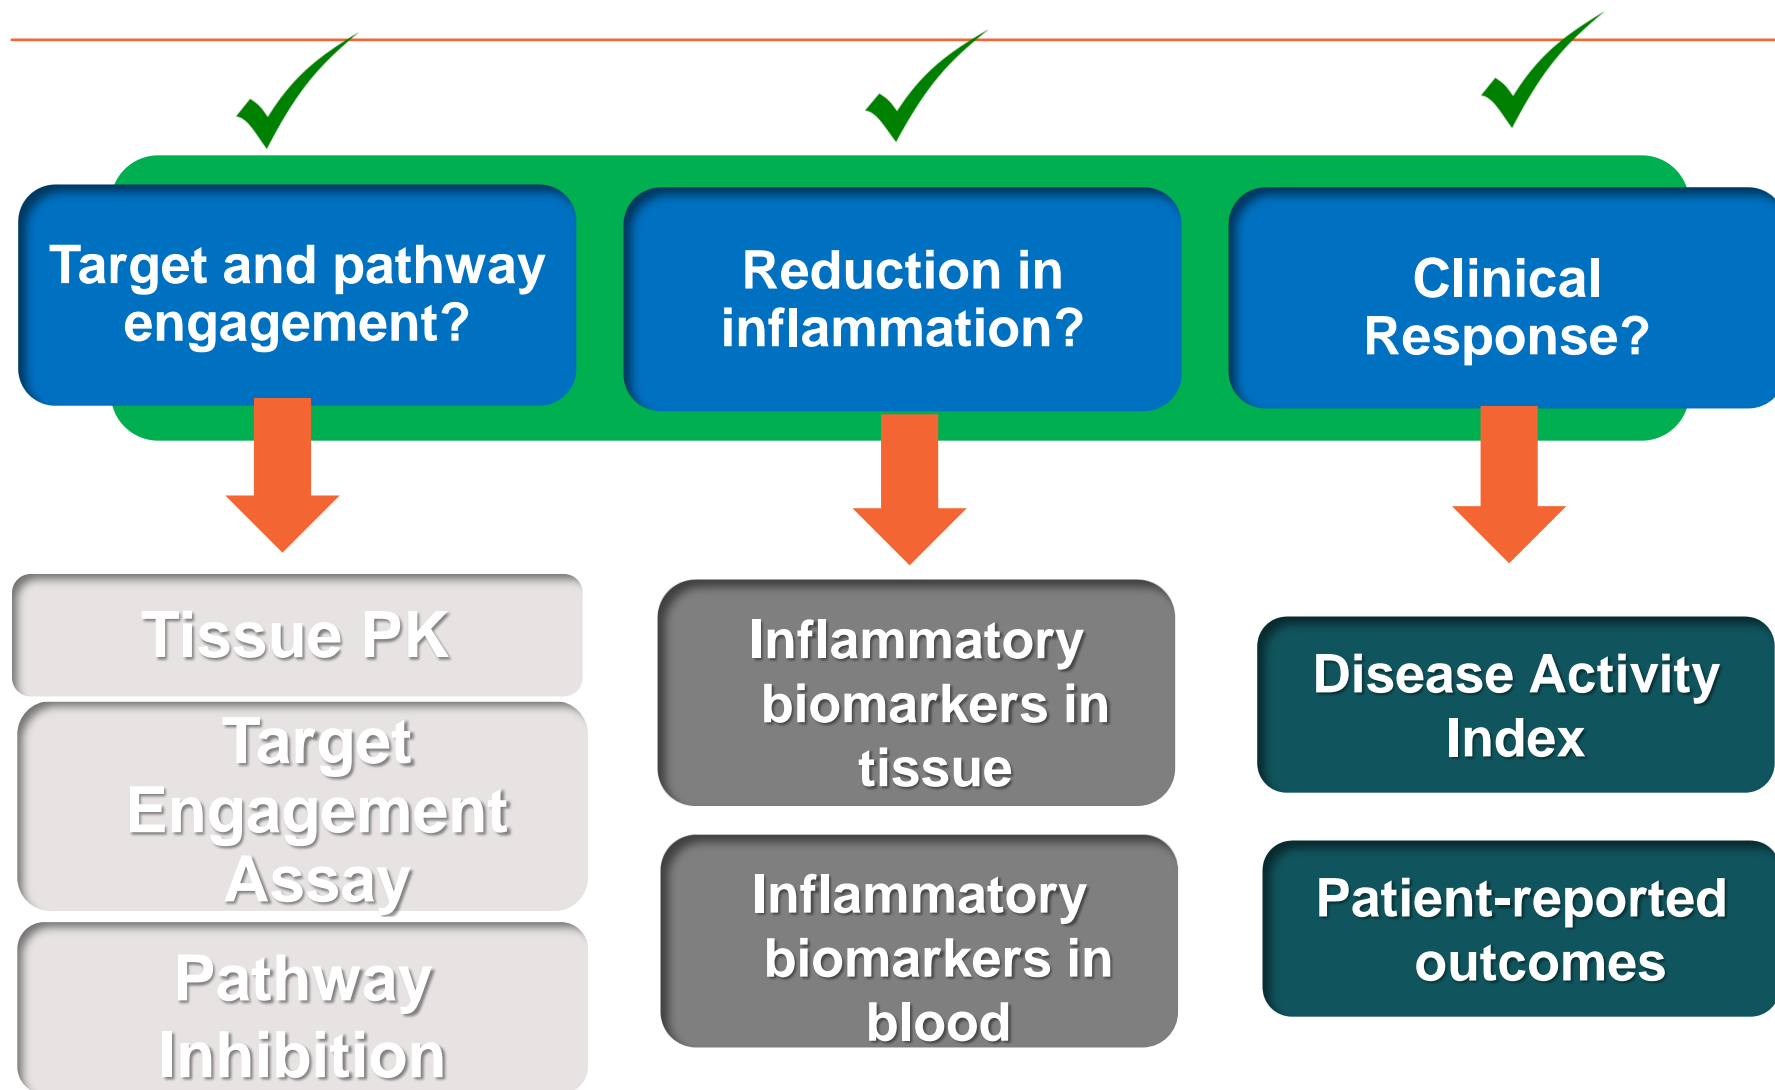 Target and pathway
engagement?
Reduction in
inflammation?
Clinical
Response?
Tissue PK
Target
Engagement
Assay
Pathway
Inhibition
Inflammatory
biomarkers in
tissue
Inflammatory
biomarkers in
blood
Disease Activity
Index
Patient-reported
outcomes